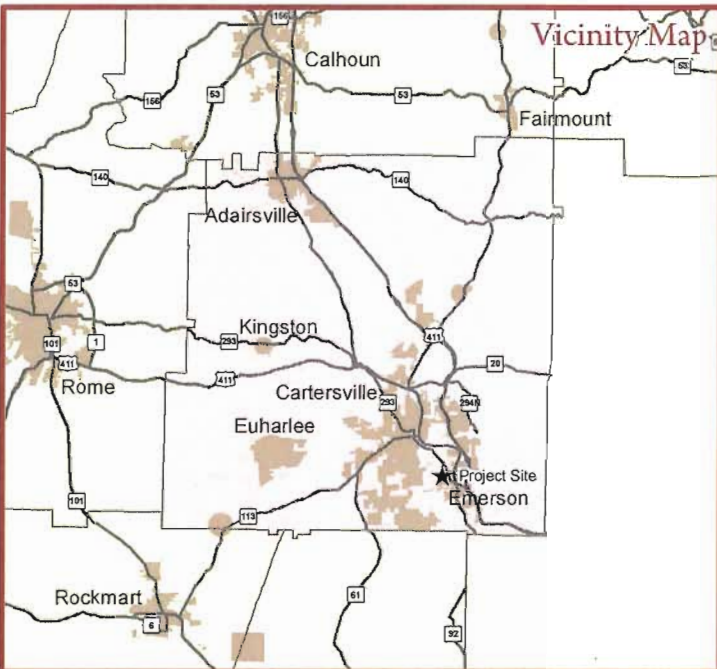 156
Vicinity Map
Calhoun
53
156
53
53
Fairmount
140
140
Adairsville
53
Kingston
411
101
1
293
411
20
411
Rome
Cartersville
293
294N
Euharlee
Project Site
Emerson
101
113
Rockmart
61
6
92